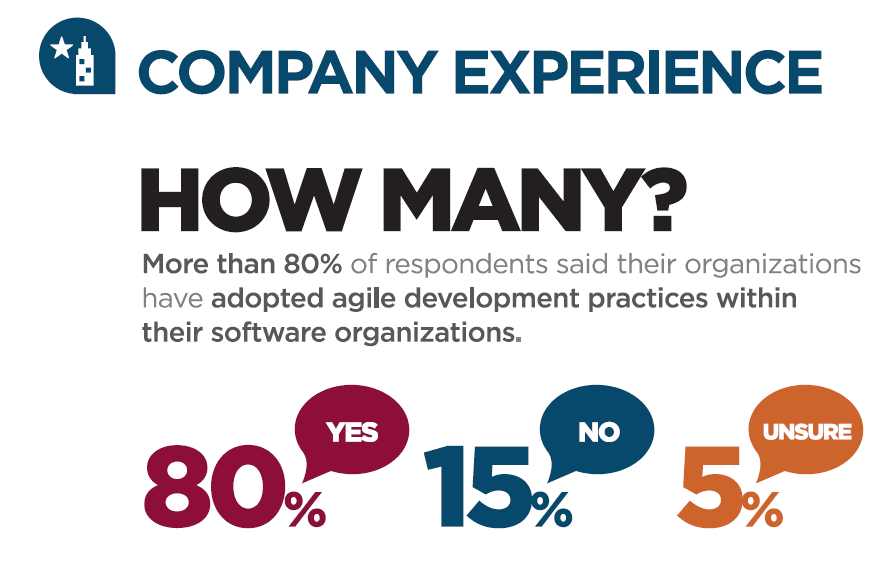 COMPANY EXPERIENCE
HOW MANY?
More than 80% of respondents said their organizations
have adopted agile development practices within
their software organizations.
80% YES 15% NO 5% UNSURE